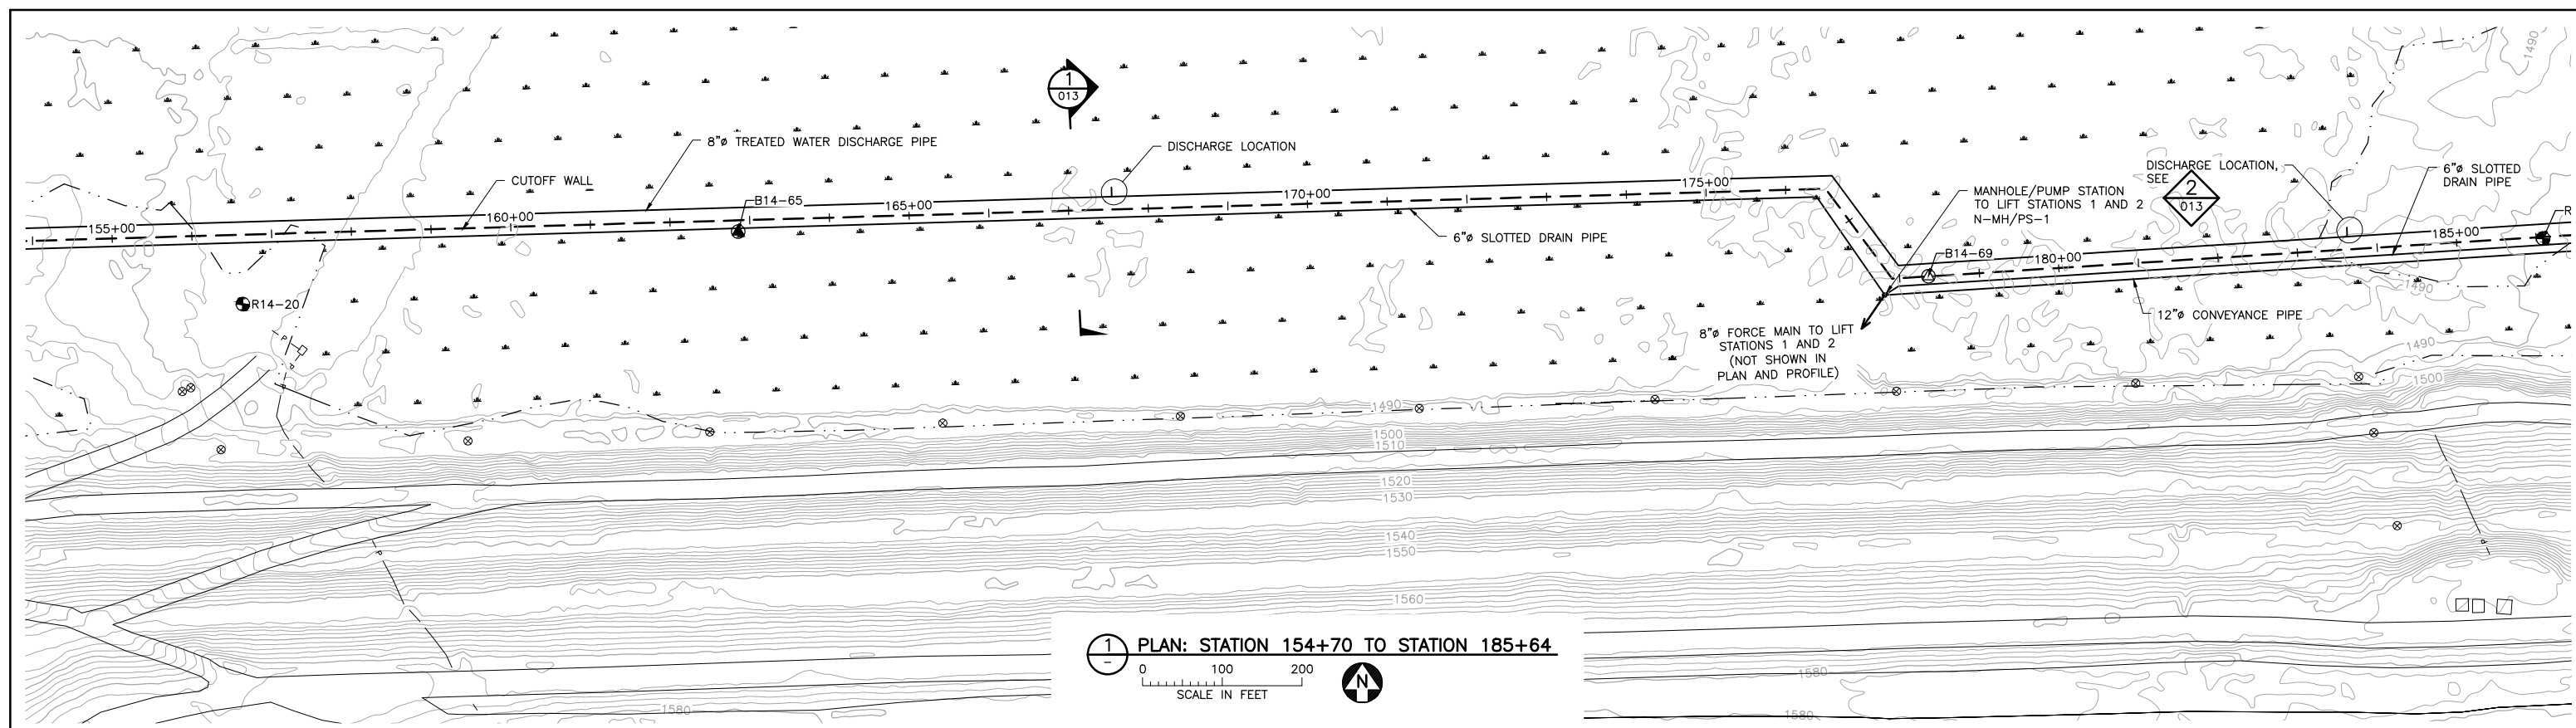 1490
1
013
8"ø TREATED WATER DISCHARGE PIPE
DISCHARGE LOCATION
CUTOFF WALL
DISCHARGE LOCATION,
SEE
2
013
6"ø SLOTTED
DRAIN PIPE
MANHOLE/PUMP STATION
TO LIFT STATIONS 1 AND 2
N-MH/PS-1
155+00
160+00
B14-65
165+00
170+00
175+00
6"ø SLOTTED DRAIN PIPE
B14-69
180+00
185+00
R
R14-20
1490
12"ø CONVEYANCE PIPE
8"ø FORCE MAIN TO LIFT
STATIONS 1 AND 2
(NOT SHOWN IN
PLAN AND PROFILE)
P
P
P
1490
1500
1490
1500
1510
1520
1530
1540
1550
P
P
1560
1
-
PLAN: STATION 154+70 TO STATION 185+64
0 100 200
SCALE IN FEET
N
1580
1580
1580